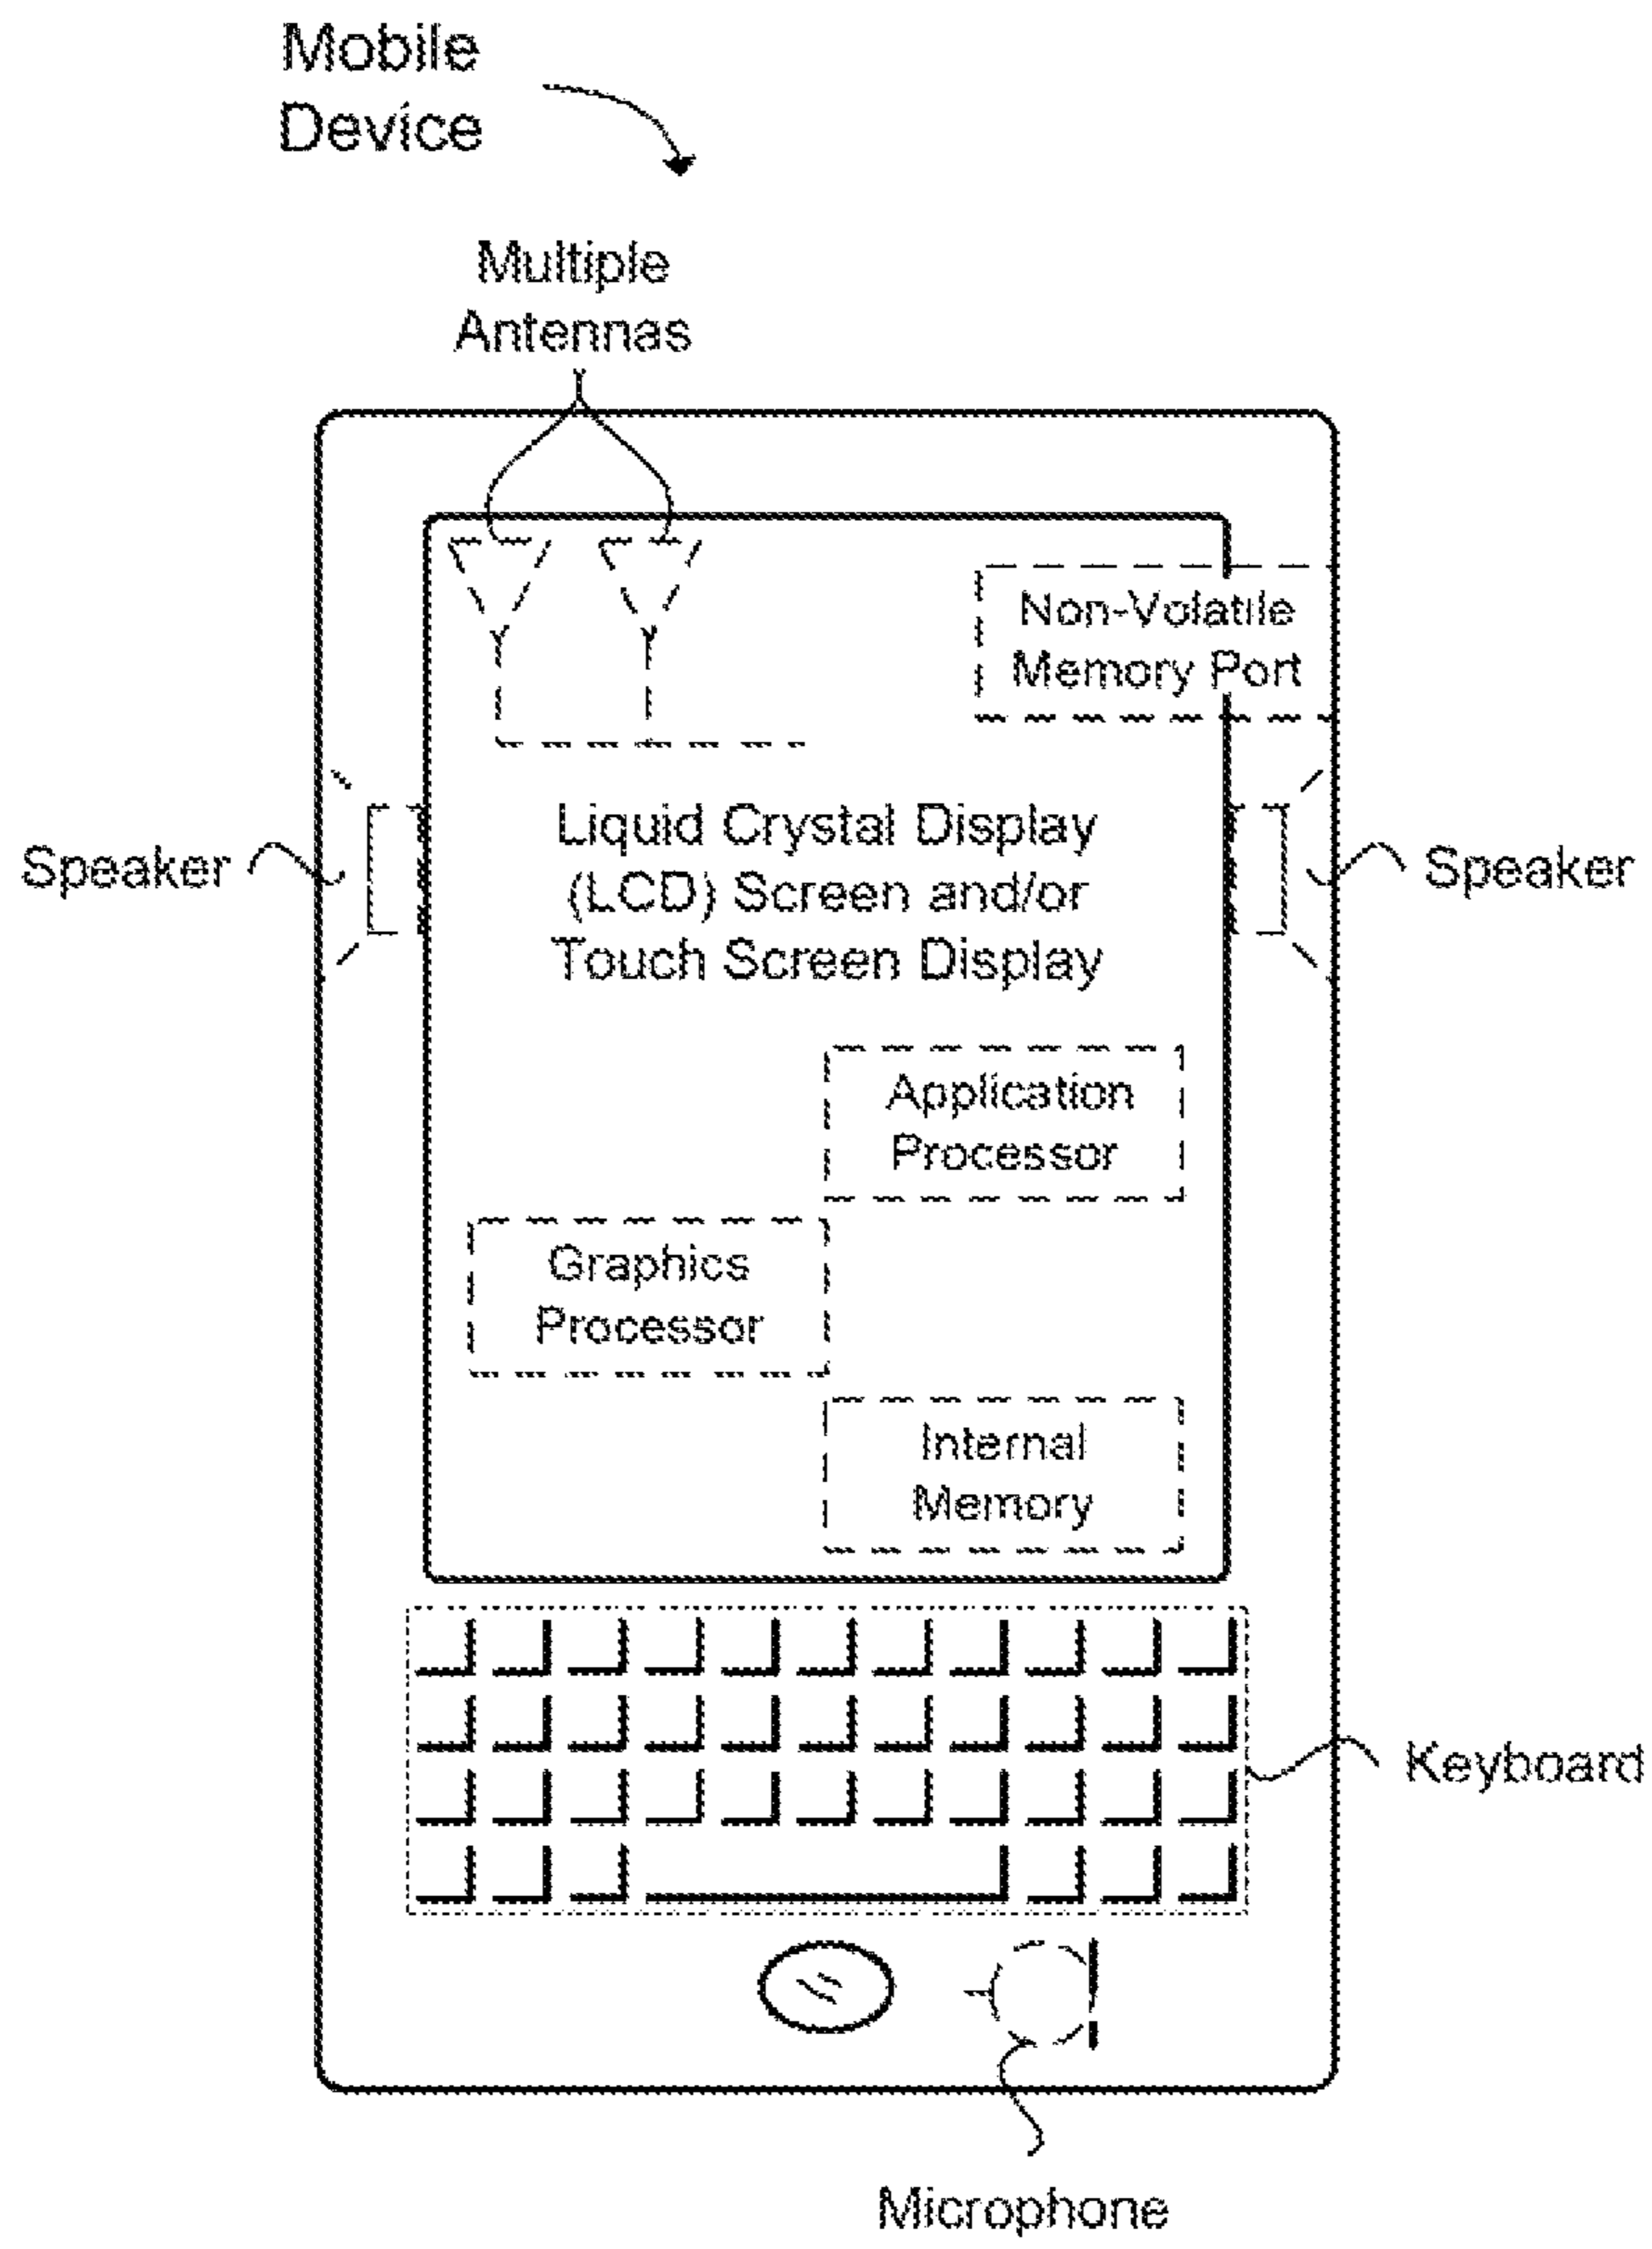 Mobile
Device
Multiple
Antennas
Non-Volatile
Memory Port
Speaker
Liquid Crystal Display
(LCD) Screen and/or
Touch Screen Display
Speaker
Application
Processor
Graphics
Processor
Internal
Memory
Keyboard
Microphone